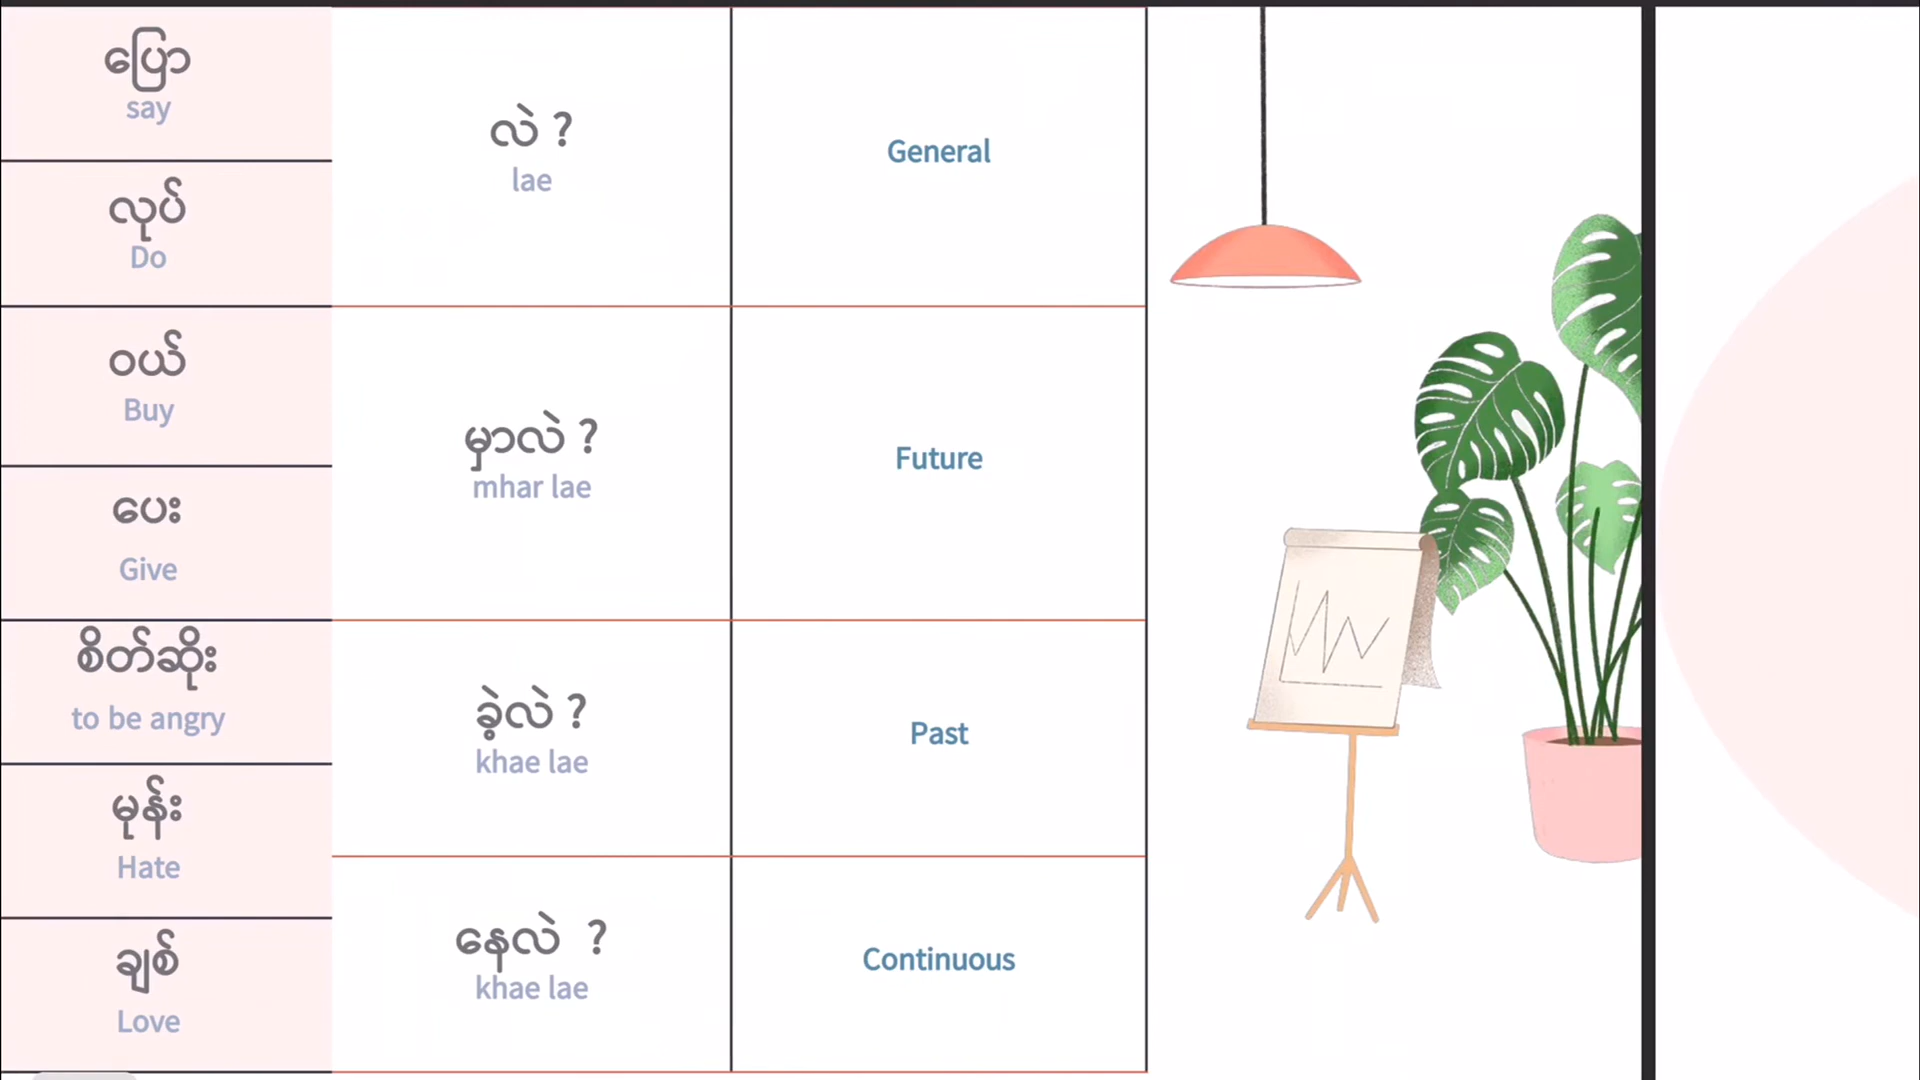 ပြော
say
လုပ်
Do
ဝယ်
Buy
ပေး
Give
စိတ်ဆိုး
to be angry
မုန်း
Hate
ချစ်
Love
လဲ ?
lae
General
မှာလဲ ?
mhar lae
Future
ခဲ့လဲ ?
khae lae
Past
နေလဲ ?
khae lae
Continuous